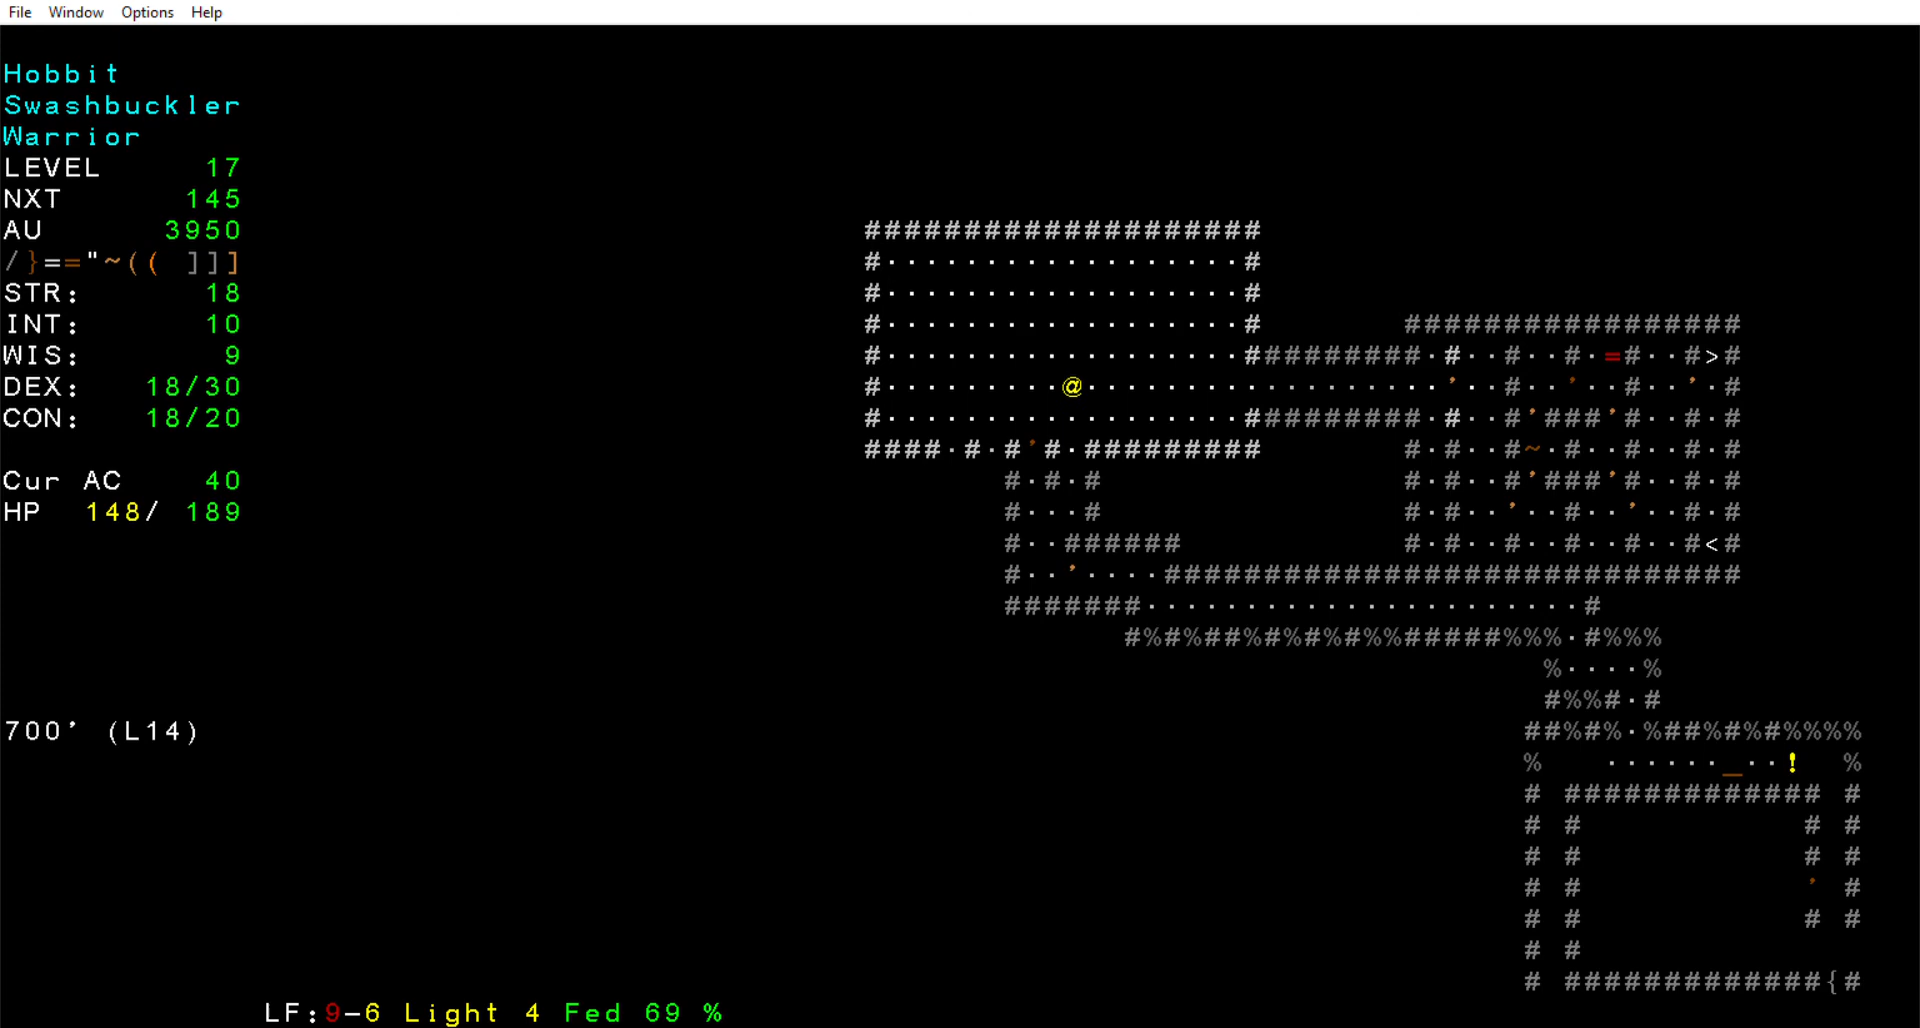 File Window Options Help
Hobbit
Swashbuckler
Warrior
LEVEL 17
NXT 145
AU 3950
/}=="~(( ]]]
STR: 18
INT: 10
WIS: 9
DEX: 18/30
CON: 18/20
Cur AC 40
HP 148/ 189
700' (L14)
LF:9-6 Light 4 Fed 69 %